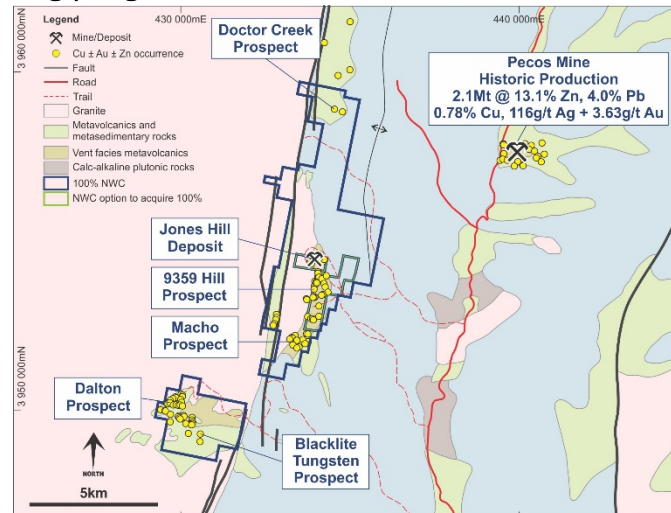 430 000mE
440 000mE
3 960 000mN
3 950 000mN
Legend
Mine/Deposit
Cu ± Au ± Zn occurrence
Fault
Road
Trail
Granite
Metavolcanics and
metasedimentary rocks
Vent facies metavolcanics
Calc-alkaline plutonic rocks
100% NWC
NWC option to acquire 100%
Doctor Creek
Prospect
Pecos Mine
Historic Production
2.1Mt @ 13.1% Zn, 4.0% Pb
0.78% Cu, 116g/t Ag + 3.63g/t Au
Jones Hill
Deposit
9359 Hill
Prospect
Macho
Prospect
Dalton
Prospect
Blacklite
Tungsten
Prospect
NORTH
5km